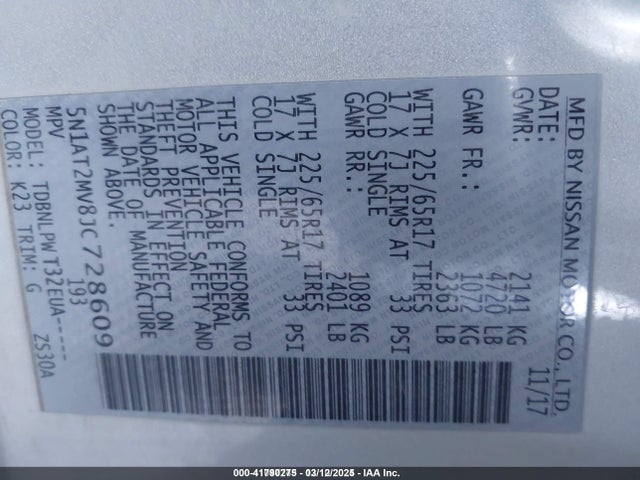 MFD BY NISSAN MOTOR CO., LTD.
DATE: 11/17
GVWR: 2141 KG
4720 LB
GAWR FR.: 1072 KG
2363 LB
WITH 225/65R17 TIRES
17 X 7J RIMS AT 33 PSI
COLD SINGLE
GAWR RR.: 1089 KG
2401 LB
WITH 225/65R17 TIRES
17 X 7J RIMS AT 33 PSI
COLD SINGLE
THIS VEHICLE CONFORMS TO
ALL APPLICABLE FEDERAL
MOTOR VEHICLE SAFETY AND
THEFT PREVENTION
STANDARDS IN EFFECT ON
THE DATE OF MANUFACTURE
SHOWN ABOVE.
5N1AT2MV8JC728609
MPV 193
MODEL: TDBNLPW T32EUA-----
COLOR: K23 TRIM: G Z530A
000-41790275 - 03/12/2025 - IAA Inc.